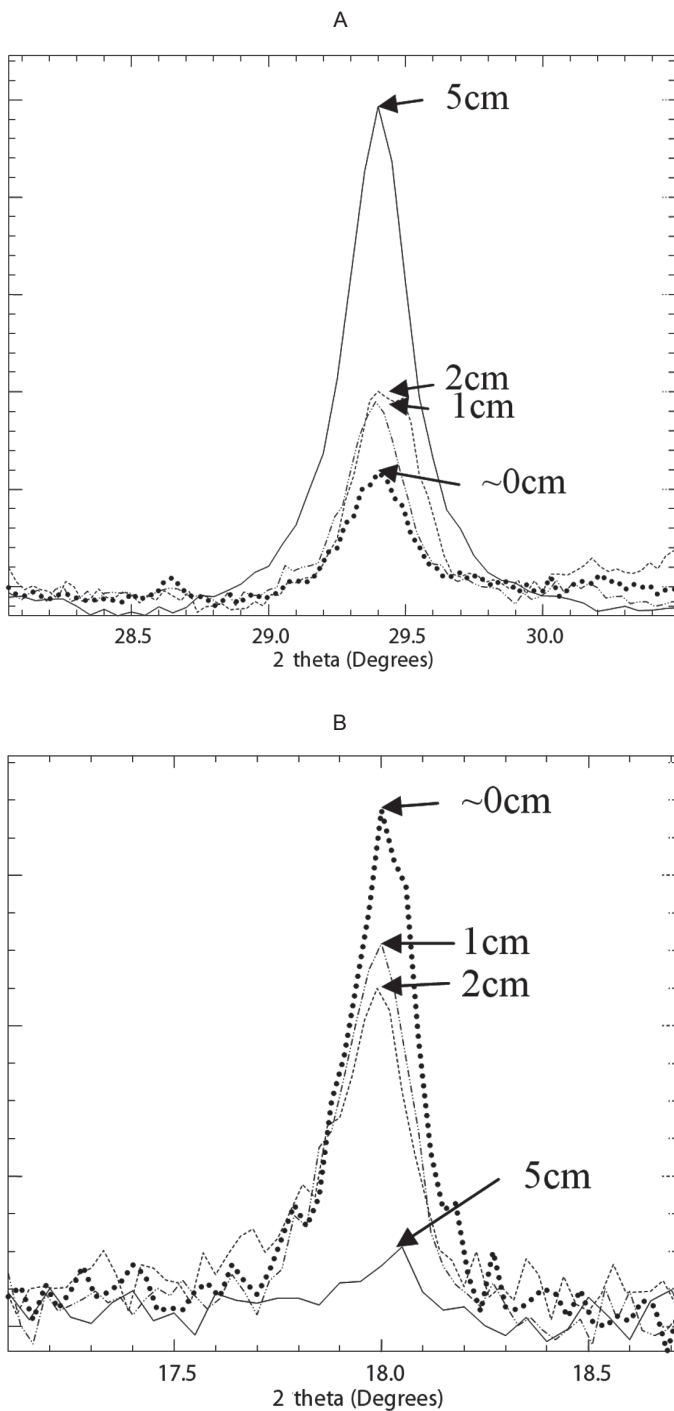 A
5cm
2cm
1cm
~0cm
28.5 29.0 29.5 30.0
2 theta (Degrees)
B
~0cm
1cm
2cm
5cm
17.5 18.0 18.5
2 theta (Degrees)